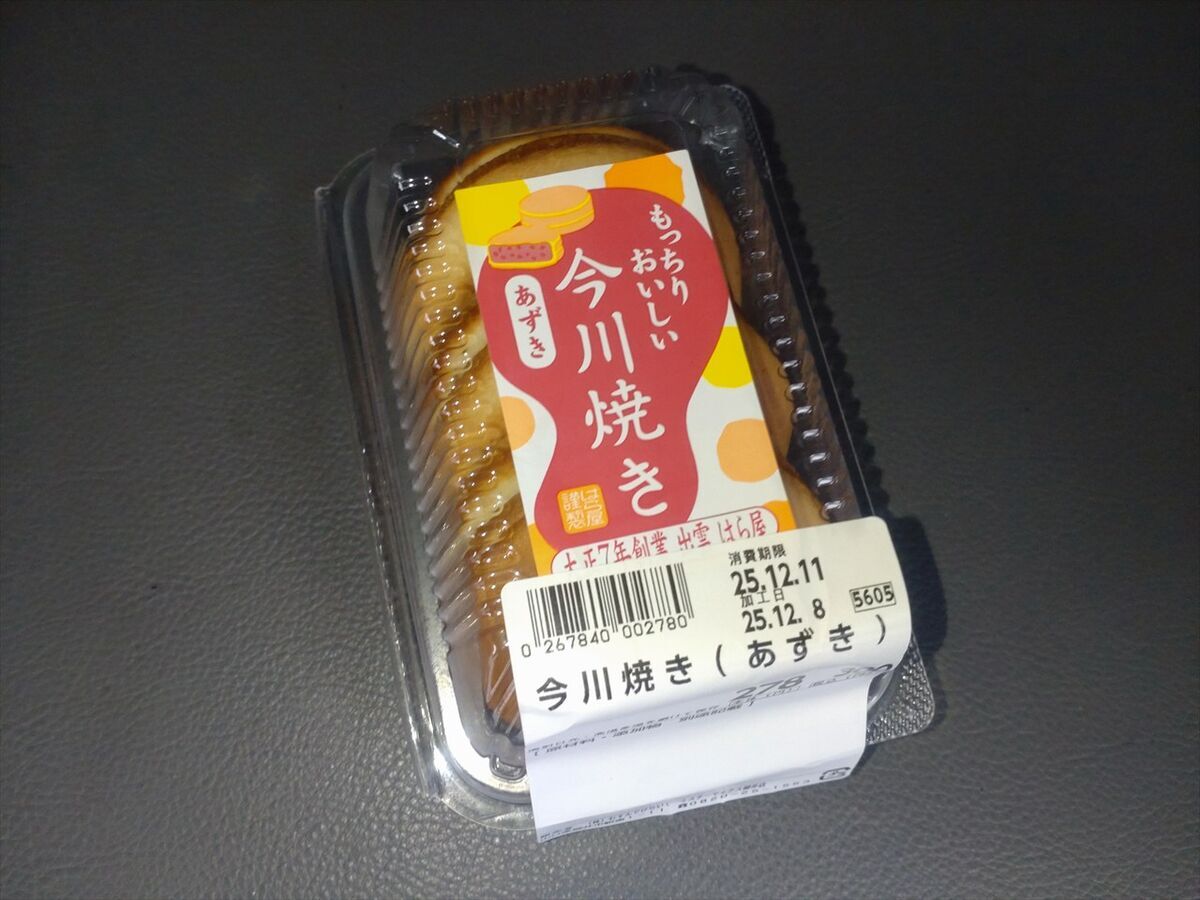 もっちり
おいしい
今川焼き
あずき
はら屋
謹製
大正7年創業 出雲 はら屋
消費期限
25.12.11
加工日
25.12. 8
5605
0 267840 002780
今川焼き(あずき)
278